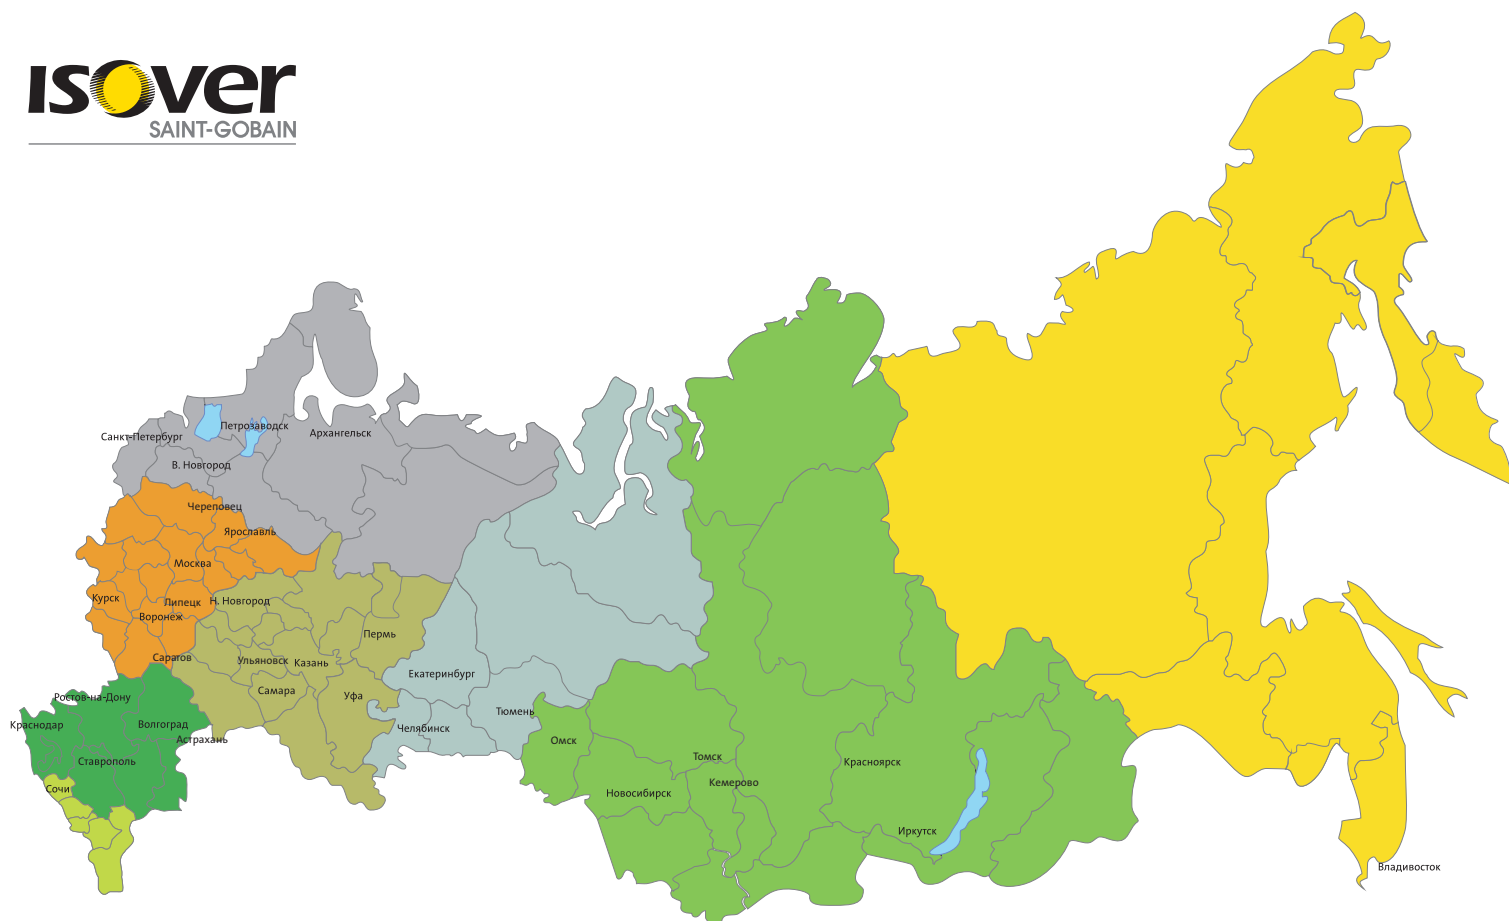 ISOVER
SAINT-GOBAIN
Петрозаводск
Санкт-Петербург
Архангельск
В. Новгород
Череповец
Ярославль
Москва
Курск
Липецк
Н. Новгород
Воронеж
Пермь
Саратов
Ульяновск
Казань
Екатеринбург
Самара
Уфа
Ростов-на-Дону
Тюмень
Краснодар
Волгоград
Челябинск
Астрахань
Омск
Ставрополь
Томск
Красноярск
Кемерово
Сочи
Новосибирск
Иркутск
Владивосток